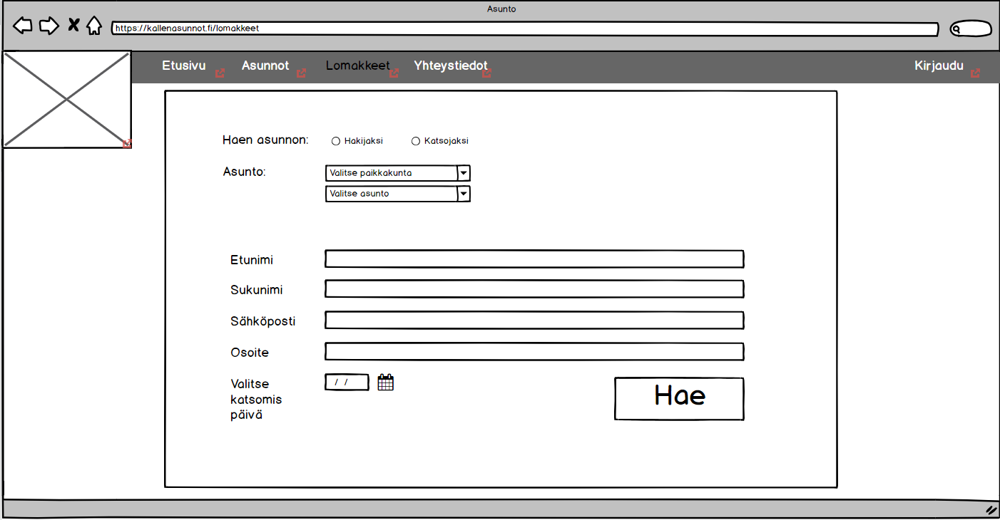 Asunto
https://kallenasunnot.fi/lomakkeet
Etusivu Asunnot Lomakkeet Yhteystiedot Kirjaudu
Haen asunnon: Hakijaksi Katsojaksi
Asunto: Valitse paikkakunta
Valitse asunto
Etunimi
Sukunimi
Sähköposti
Osoite
Valitse / /
katsomis
päivä
Hae